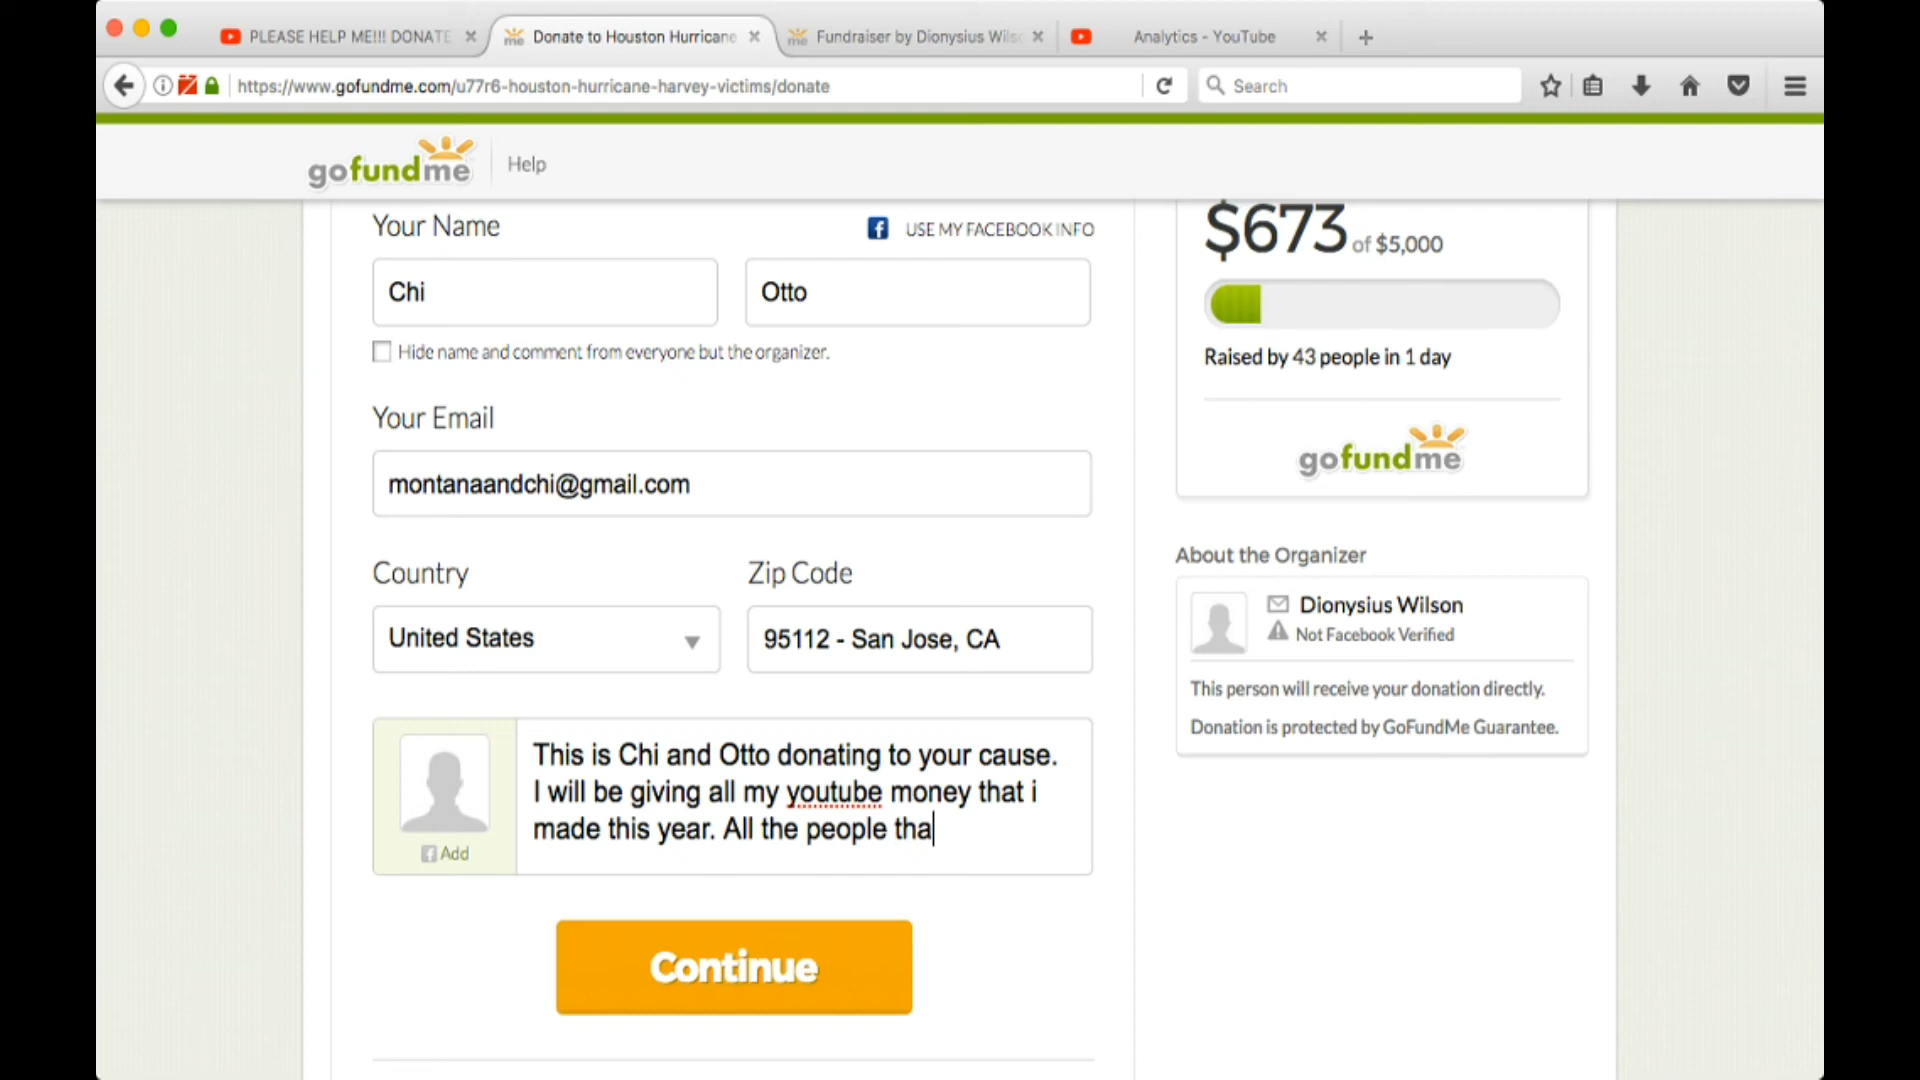 PLEASE HELP ME!!! DONATE
Donate to Houston Hurricane
Fundraiser by Dionysius Wils
Analytics - YouTube
https://www.gofundme.com/u77r6-houston-hurricane-harvey-victims/donate
Search
gofundme
Help
Your Name
USE MY FACEBOOK INFO
Chi
Otto
Hide name and comment from everyone but the organizer.
Your Email
montanaandchi@gmail.com
Country
Zip Code
United States
95112 - San Jose, CA
This is Chi and Otto donating to your cause.
I will be giving all my youtube money that i
made this year. All the people tha
Add
Continue
$673 of $5,000
Raised by 43 people in 1 day
gofundme
About the Organizer
Dionysius Wilson
Not Facebook Verified
This person will receive your donation directly.
Donation is protected by GoFundMe Guarantee.